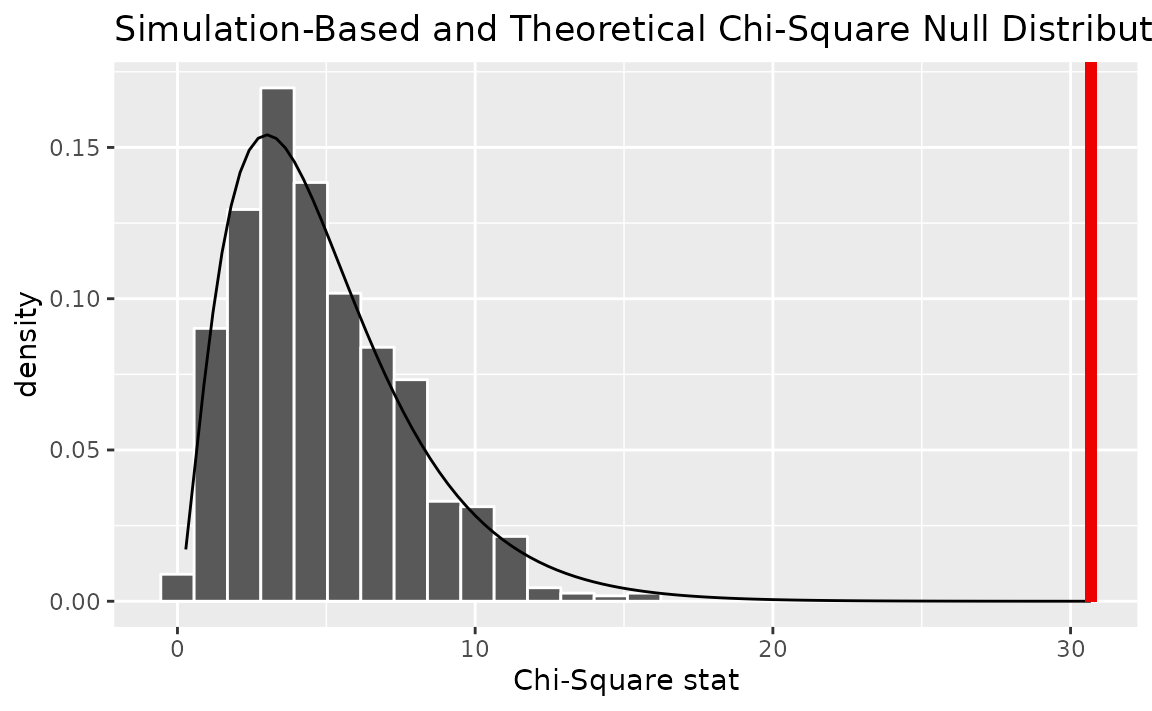 Simulation-Based and Theoretical Chi-Square Null Distribut
0.15
0.10
0.05
0.00
density
0
10
20
30
Chi-Square stat